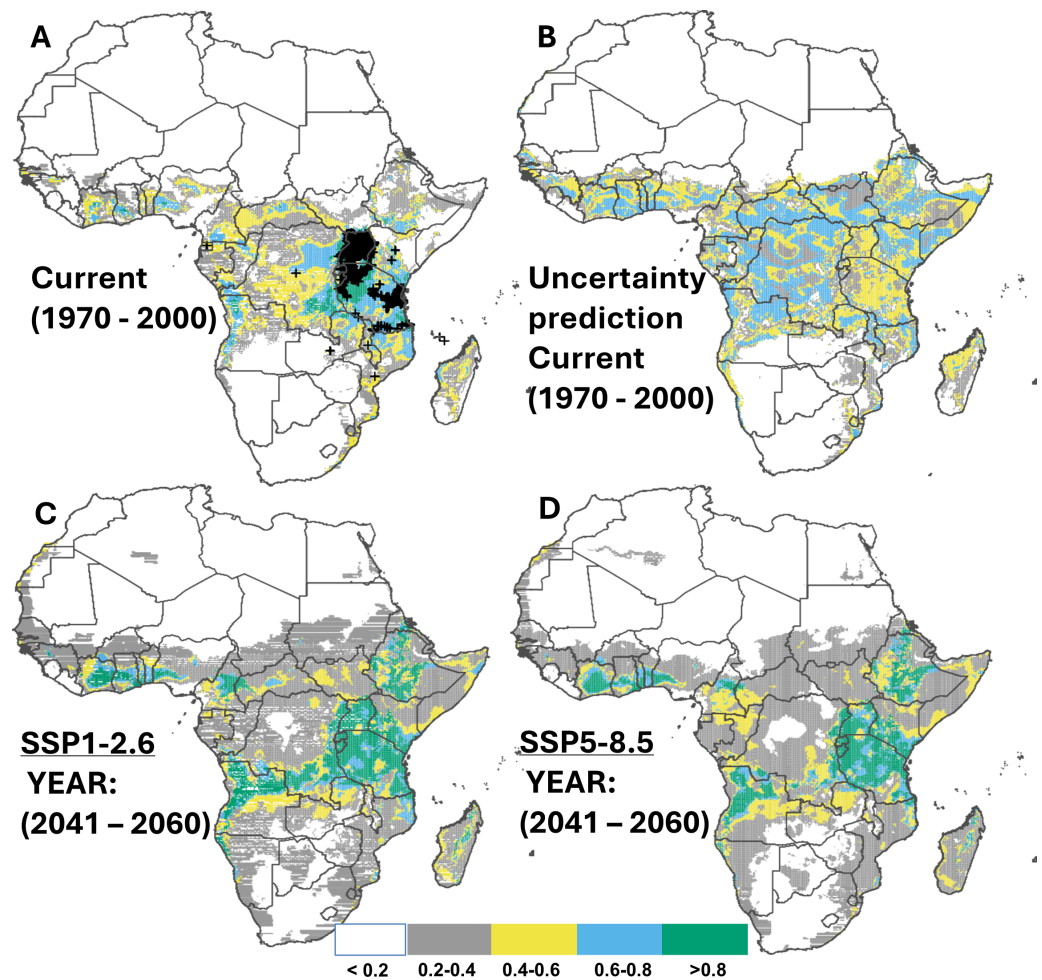 A
B
Current
(1970 - 2000)
Uncertainty
prediction
Current
(1970 - 2000)
C
D
SSP1-2.6
YEAR:
(2041 – 2060)
SSP5-8.5
YEAR:
(2041 – 2060)
< 0.2 0.2-0.4 0.4-0.6 0.6-0.8 >0.8